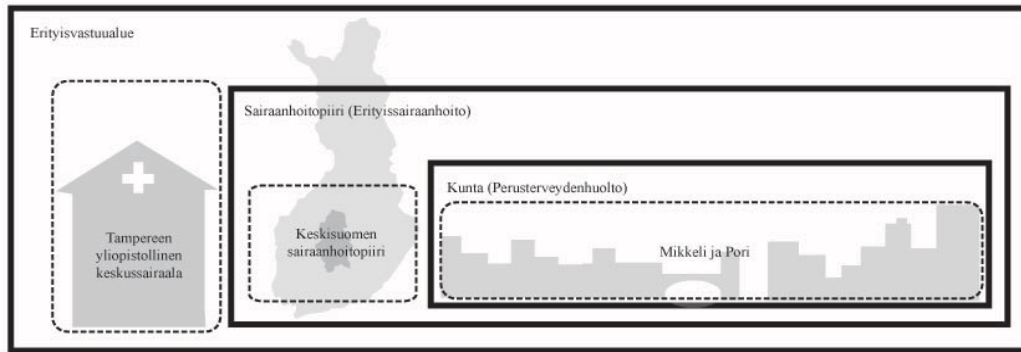 Erityisvastuualue
Sairaanhoitopiiri (Erityissairaanhoito)
Kunta (Perusterveydenhuolto)
Tampereen
yliopistollinen
keskussairaala
Keskisuomen
sairaanhoitopiiri
Mikkeli ja Pori